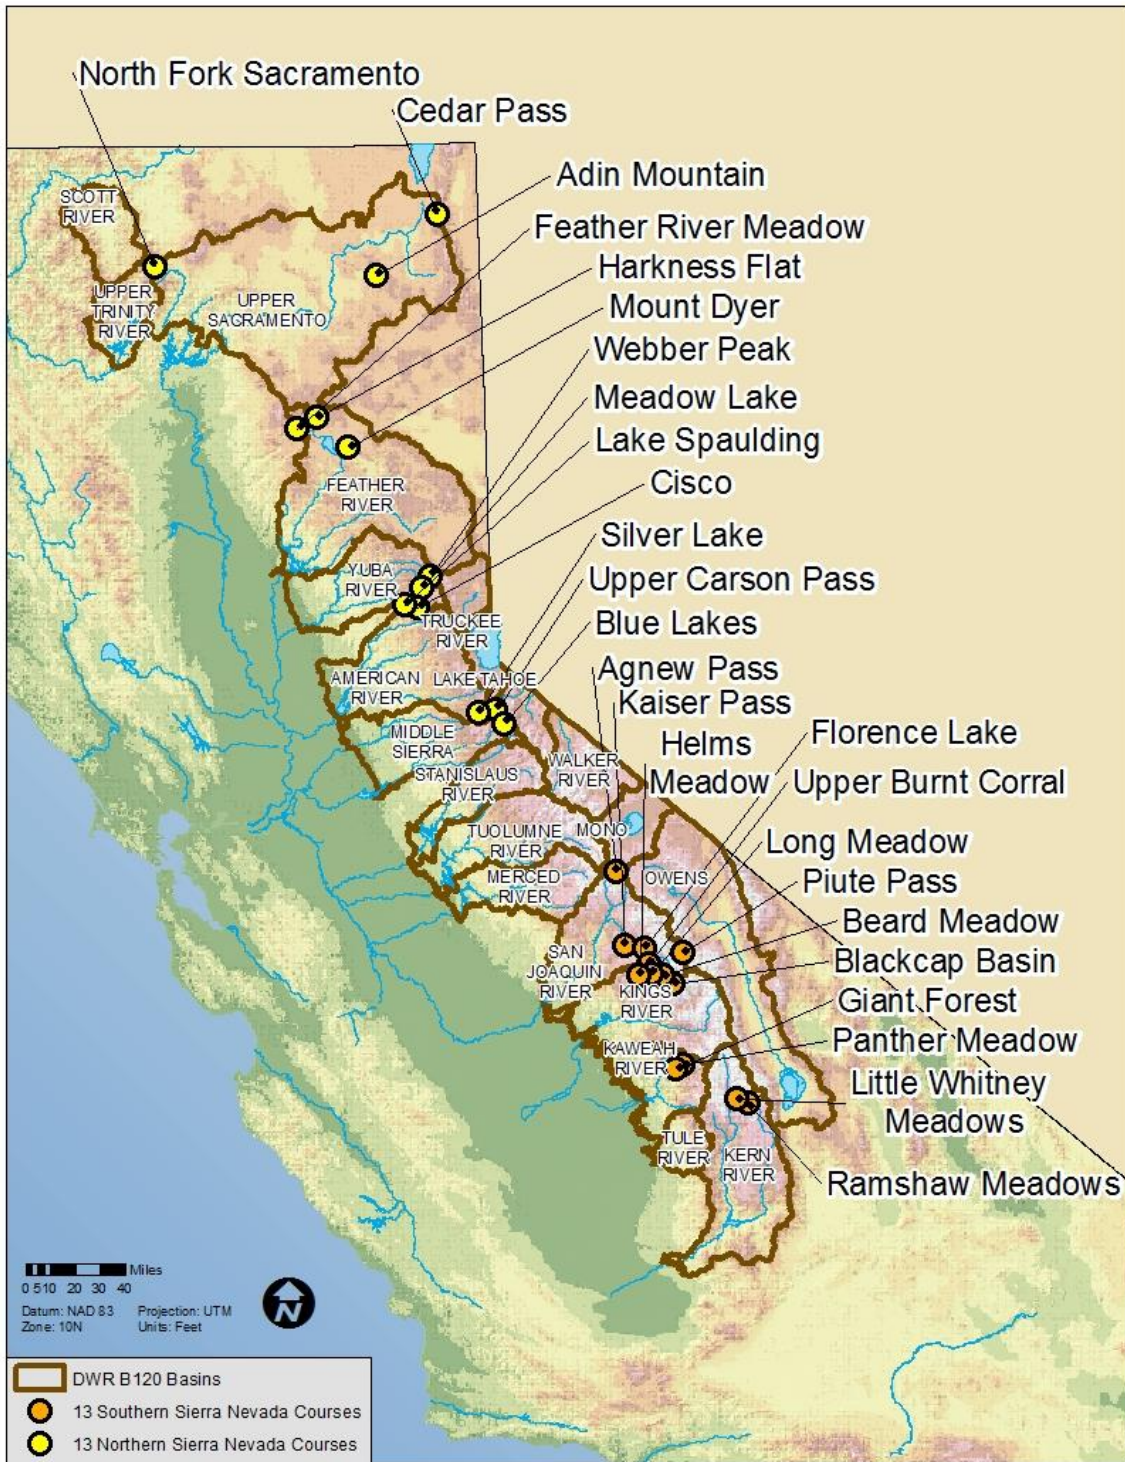 North Fork Sacramento
Cedar Pass
Adin Mountain
Feather River Meadow
Harkness Flat
Mount Dyer
Webber Peak
Meadow Lake
Lake Spaulding
Cisco
Silver Lake
Upper Carson Pass
Blue Lakes
Agnew Pass
Kaiser Pass
Helms
Meadow
Florence Lake
Upper Burnt Corral
Long Meadow
Piute Pass
Beard Meadow
Blackcap Basin
Giant Forest
Panther Meadow
Little Whitney
Meadows
Ramshaw Meadows
SCOTT
RIVER
UPPER
TRINITY
RIVER
UPPER
SACRAMENTO
FEATHER
RIVER
YUBA
RIVER
TRUCKEE
RIVER
AMERICAN
RIVER
LAKE TAHOE
MIDDLE
SIERRA
STANISLAUS
RIVER
WALKER
RIVER
TUOLUMNE
RIVER
MONO
MERCED
RIVER
OWENS
SAN
JOAQUIN
RIVER
KINGS
RIVER
KAWEAH
RIVER
TULE
RIVER
KERN
RIVER
Miles
0 5 10 20 30 40
Datum: NAD 83 Projection: UTM
Zone: 10N Units: Feet
N
DWR B120 Basins
13 Southern Sierra Nevada Courses
13 Northern Sierra Nevada Courses